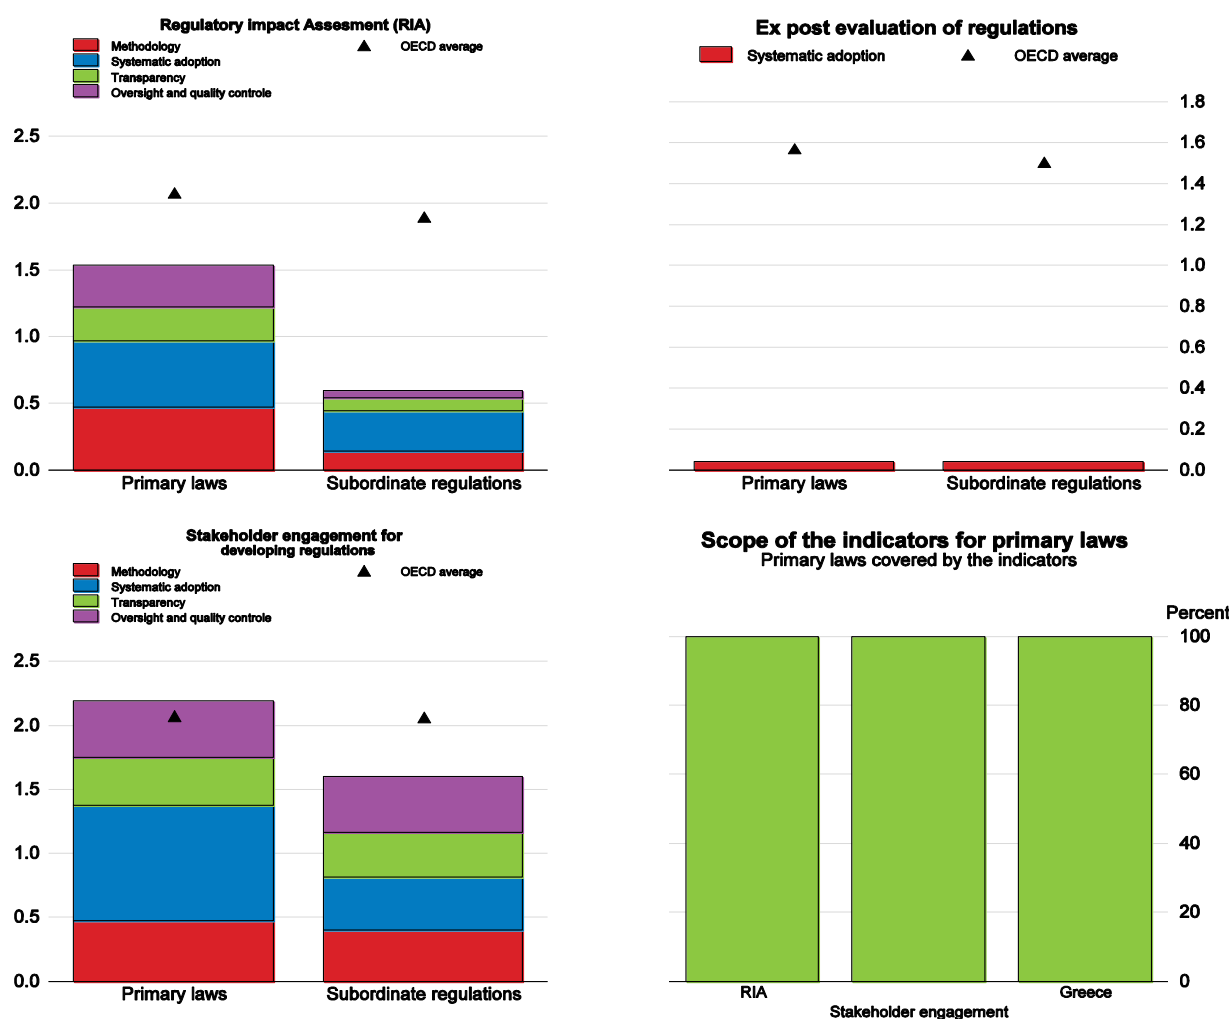 Regulatory impact Assesment (RIA)
Methodology
OECD average
Systematic adoption
Transparency
Oversight and quality controle
2.5
2.0
1.5
1.0
0.5
0.0
Primary laws
Subordinate regulations
Ex post evaluation of regulations
Systematic adoption
OECD average
1.8
1.6
1.4
1.2
1.0
0.8
0.6
0.4
0.2
0.0
Primary laws
Subordinate regulations
Stakeholder engagement for
developing regulations
Methodology
OECD average
Systematic adoption
Transparency
Oversight and quality controle
2.5
2.0
1.5
1.0
0.5
0.0
Primary laws
Subordinate regulations
Scope of the indicators for primary laws
Primary laws covered by the indicators
Percent
100
80
60
40
20
0
RIA
Greece
Stakeholder engagement